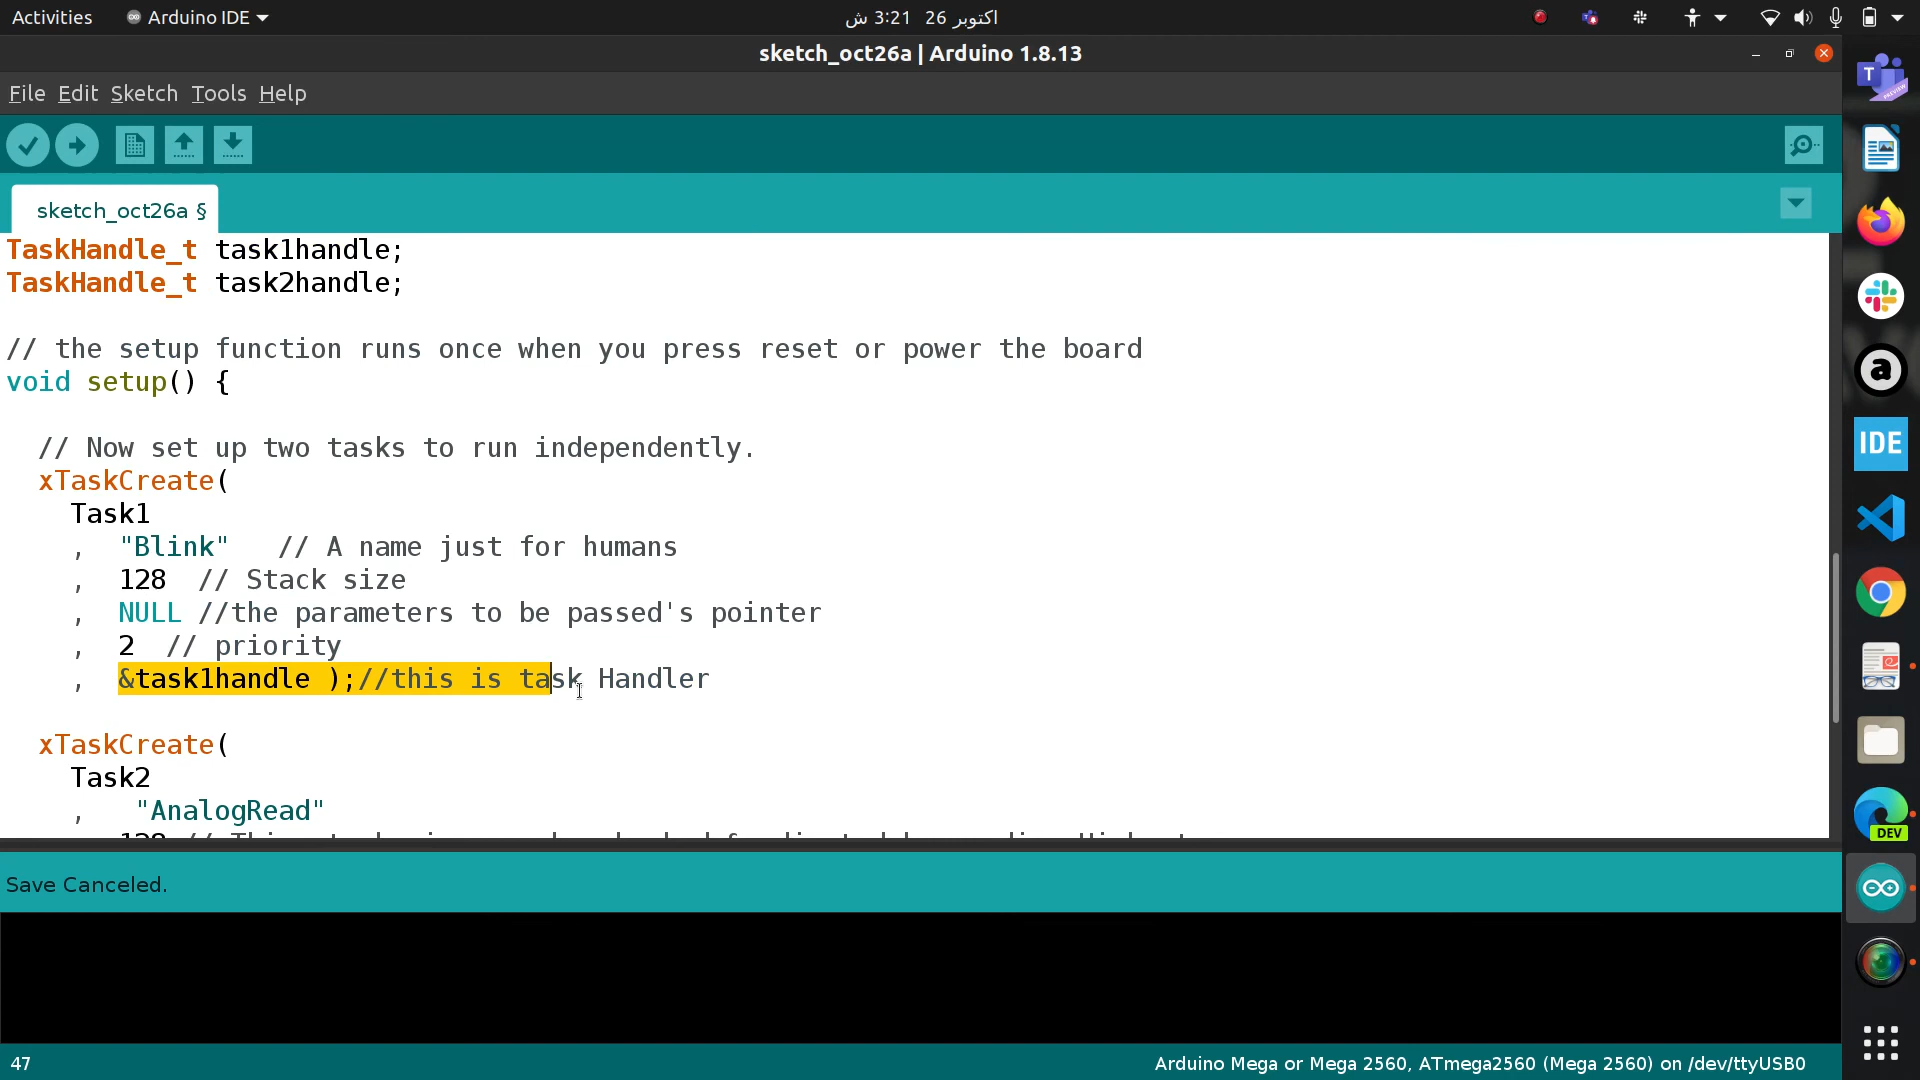 Activities
Arduino IDE
اکتوبر 26 3:21 ش
sketch_oct26a | Arduino 1.8.13
File Edit Sketch Tools Help
sketch_oct26a §
TaskHandle_t task1handle;
TaskHandle_t task2handle;
// the setup function runs once when you press reset or power the board
void setup() {
// Now set up two tasks to run independently.
xTaskCreate(
Task1
, "Blink" // A name just for humans
, 128 // Stack size
, NULL //the parameters to be passed's pointer
, 2 // priority
, &task1handle );//this is task Handler
xTaskCreate(
Task2
, "AnalogRead"
Save Canceled.
47
Arduino Mega or Mega 2560, ATmega2560 (Mega 2560) on /dev/ttyUSB0
T
PREVIEW
a
IDE
DEV